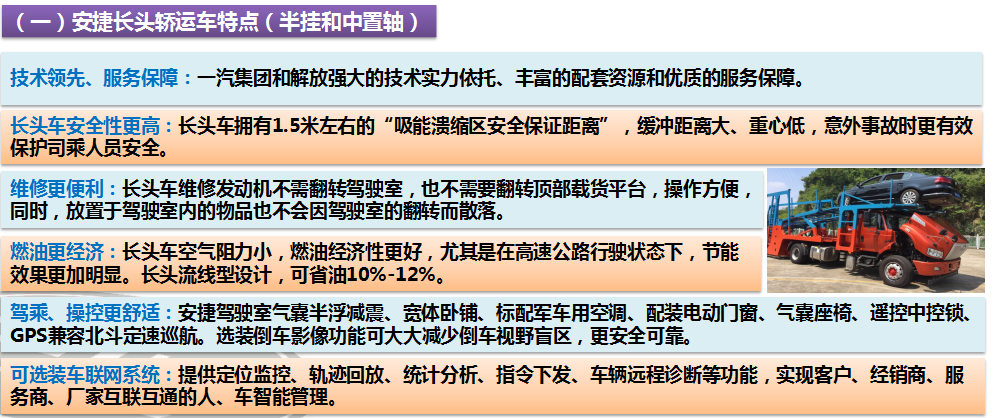 （一）安捷长头轿运车特点（半挂和中置轴）
技术领先、服务保障：一汽集团和解放强大的技术实力依托、丰富的配套资源和优质的服务保障。
长头车安全性更高：长头车拥有1.5米左右的“吸能溃缩区安全保证距离”，缓冲距离大、重心低，意外事故时更有效
保护司乘人员安全。
维修更便利：长头车维修发动机不需翻转驾驶室，也不需要翻转顶部载货平台，操作方便，
同时，放置于驾驶室内的物品也不会因驾驶室的翻转而散落。
燃油更经济：长头车空气阻力小，燃油经济性更好，尤其是在高速公路行驶状态下，节能
效果更加明显。长头流线型设计，可省油10%-12%。
驾乘、操控更舒适：安捷驾驶室气囊半浮减震、宽体卧铺、标配军车用空调、配装电动门窗、气囊座椅、遥控中控锁、
GPS兼容北斗定速巡航。选装倒车影像功能可大大减少倒车视野盲区，更安全可靠。
可选装车联网系统：提供定位监控、轨迹回放、统计分析、指令下发、车辆远程诊断等功能，实现客户、经销商、服
务商、厂家互联互通的人、车智能管理。